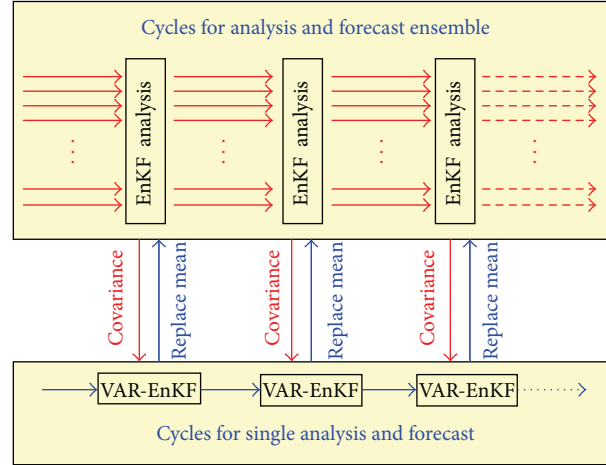 Cycles for analysis and forecast ensemble
EnKF analysis
EnKF analysis
EnKF analysis
Covariance
Replace mean
Covariance
Replace mean
Covariance
Replace mean
VAR-EnKF
VAR-EnKF
VAR-EnKF
Cycles for single analysis and forecast